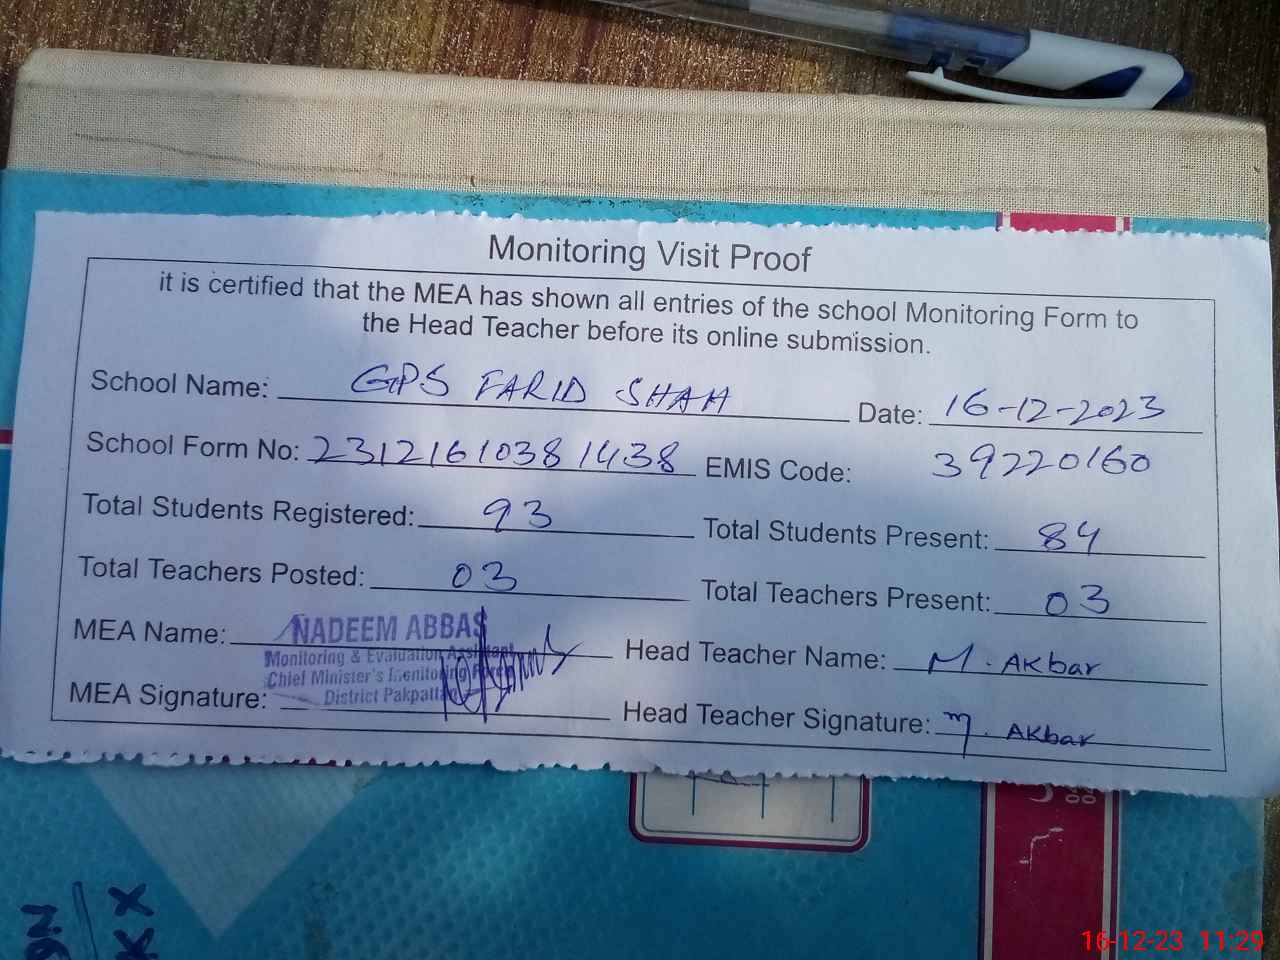 Monitoring Visit Proof
it is certified that the MEA has shown all entries of the school Monitoring Form to
the Head Teacher before its online submission.
School Name: GPS FARID SHAH Date: 16-12-2023
School Form No: 23121610381438 EMIS Code: 39220160
Total Students Registered: 93 Total Students Present: 84
Total Teachers Posted: 03 Total Teachers Present: 03
MEA Name: NADEEM ABBAS Head Teacher Name: M. AKbar
Monitoring & Evaluation Assistant
Chief Minister's Monitoring Force
District Pakpattan
MEA Signature: Head Teacher Signature: M. AKbar
16-12-23 11:29